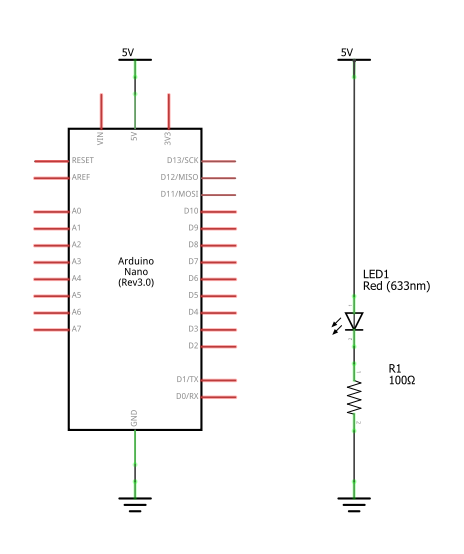 5V
5V
VIN
5V
3V3
RESET
D13/SCK
AREF
D12/MISO
D11/MOSI
A0
D10
A1
D9
A2
D8
A3
D7
A4
D6
A5
D5
A6
D4
A7
D3
D2
D1/TX
D0/RX
Arduino
Nano
(Rev3.0)
GND
LED1
Red (633nm)
R1
100Ω
1
2